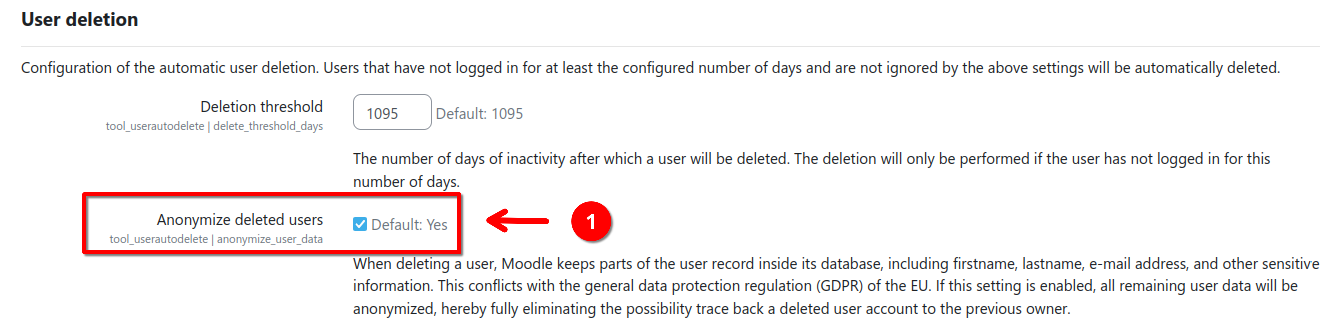 User deletion
Configuration of the automatic user deletion. Users that have not logged in for at least the configured number of days and are not ignored by the above settings will be automatically deleted.
Deletion threshold
1095 Default: 1095
tool_userautodelete | delete_threshold_days
The number of days of inactivity after which a user will be deleted. The deletion will only be performed if the user has not logged in for this
number of days.
Anonymize deleted users
Default: Yes
1
tool_userautodelete | anonymize_user_data
When deleting a user, Moodle keeps parts of the user record inside its database, including firstname, lastname, e-mail address, and other sensitive
information. This conflicts with the general data protection regulation (GDPR) of the EU. If this setting is enabled, all remaining user data will be
anonymized, hereby fully eliminating the possibility trace back a deleted user account to the previous owner.